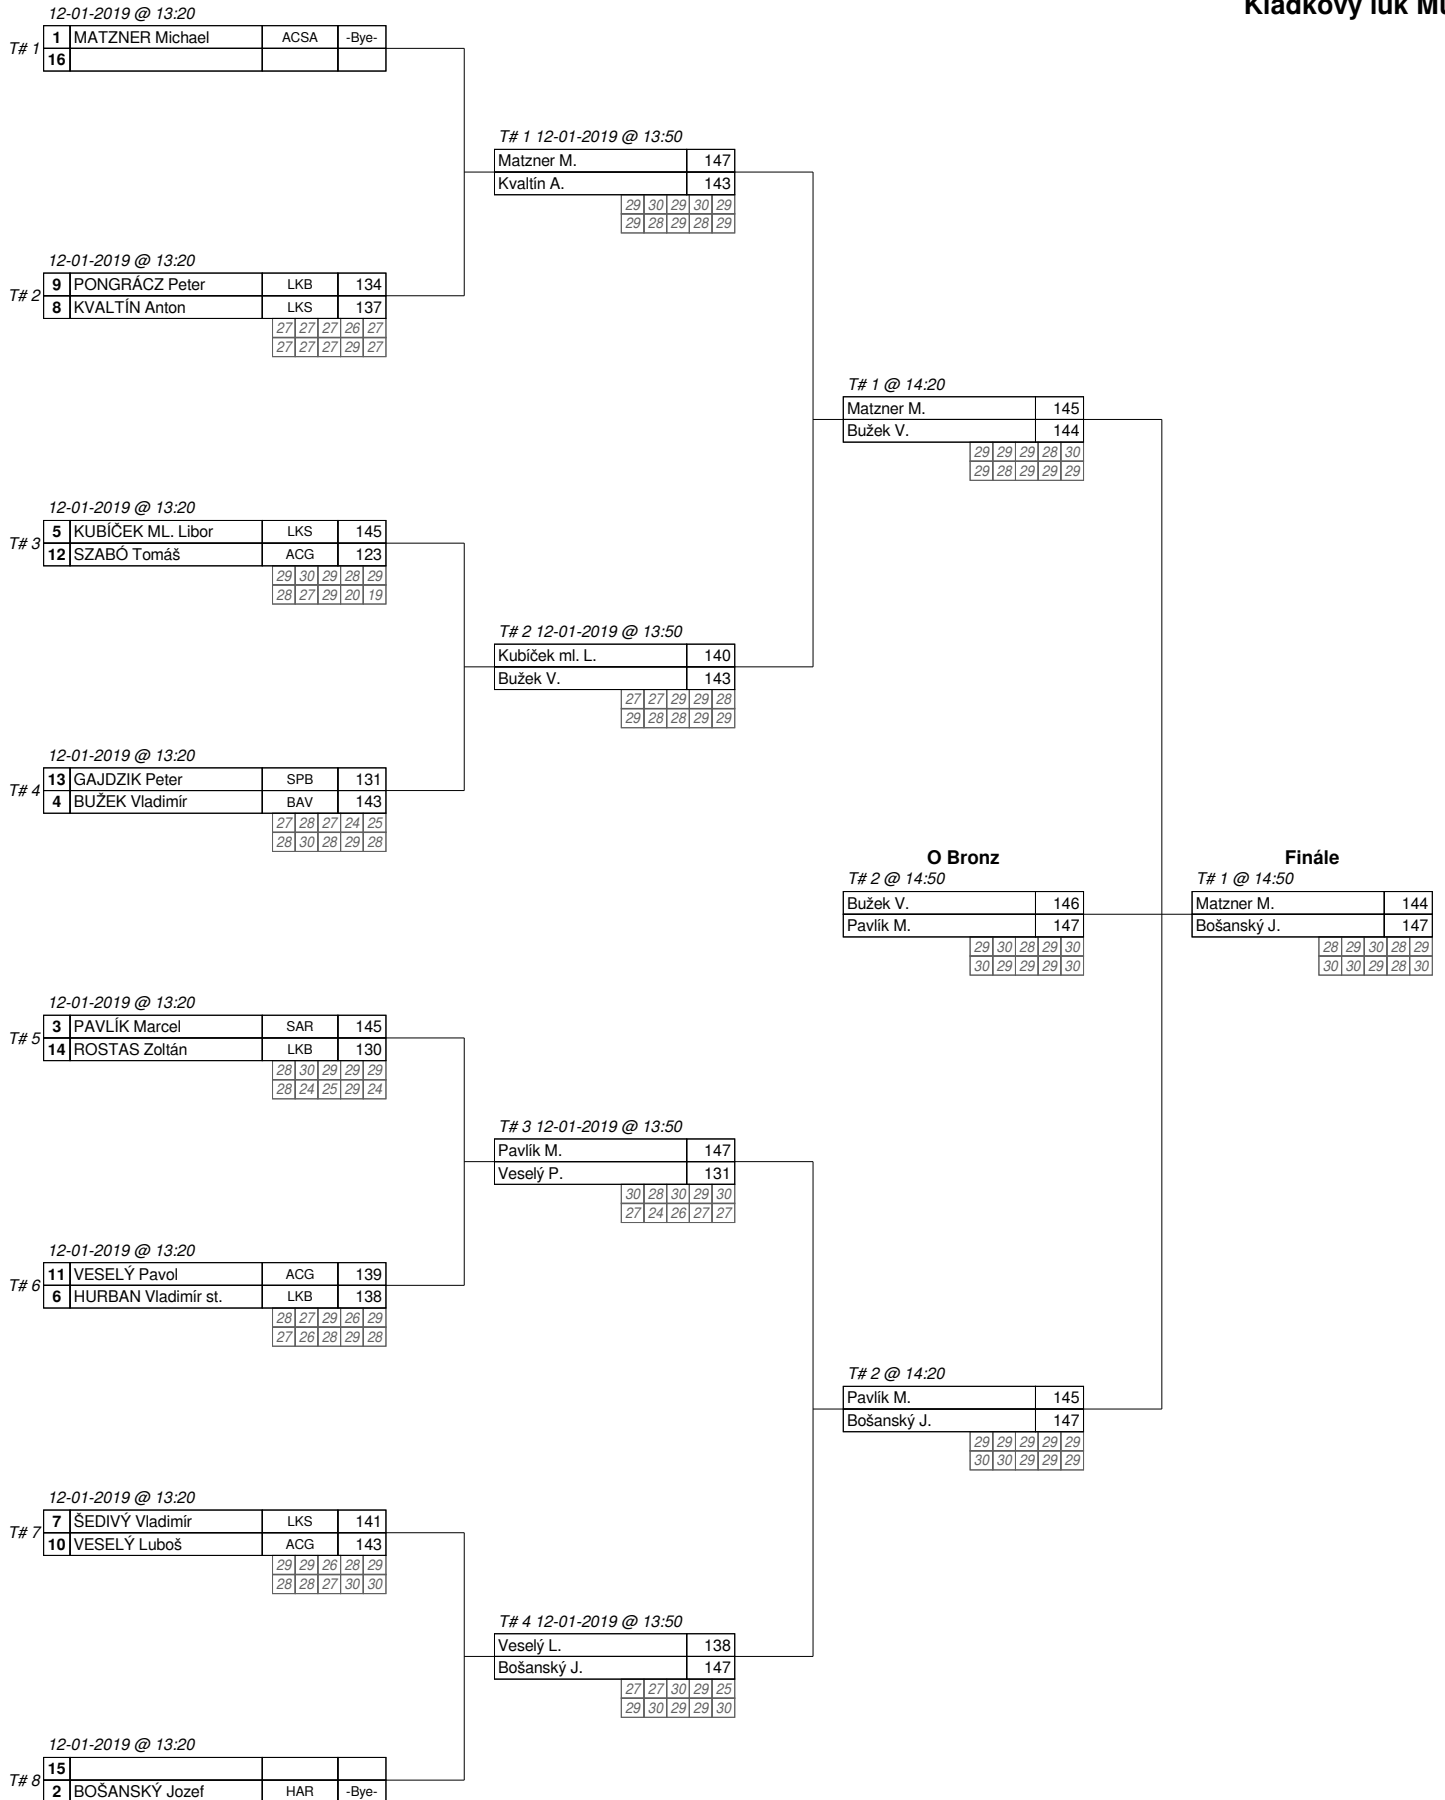 Kladkový luk Mu
12-01-2019 @ 13:20
T# 1
1 MATZNER Michael ACSA -Bye-
16
T# 1 12-01-2019 @ 13:50
Matzner M. 147
Kvaltín A. 143
29 30 29 30 29
29 28 29 28 29
12-01-2019 @ 13:20
T# 2
9 PONGRÁCZ Peter LKB 134
8 KVALTÍN Anton LKS 137
27 27 27 26 27
27 27 27 29 27
T# 1 @ 14:20
Matzner M. 145
Bužek V. 144
29 29 29 28 30
29 28 29 29 29
12-01-2019 @ 13:20
T# 3
5 KUBÍČEK ML. Libor LKS 145
12 SZABÓ Tomáš ACG 123
29 30 29 28 29
28 27 29 20 19
T# 2 12-01-2019 @ 13:50
Kubíček ml. L. 140
Bužek V. 143
27 27 29 29 28
29 28 28 29 29
12-01-2019 @ 13:20
T# 4
13 GAJDZIK Peter SPB 131
4 BUŽEK Vladimír BAV 143
27 28 27 24 25
28 30 28 29 28
O Bronz
T# 2 @ 14:50
Bužek V. 146
Pavlík M. 147
29 30 28 29 30
30 29 29 29 30
Finále
T# 1 @ 14:50
Matzner M. 144
Bošanský J. 147
28 29 30 28 29
30 30 29 28 30
12-01-2019 @ 13:20
T# 5
3 PAVLÍK Marcel SAR 145
14 ROSTAS Zoltán LKB 130
28 30 29 29 29
28 24 25 29 24
T# 3 12-01-2019 @ 13:50
Pavlík M. 147
Veselý P. 131
30 28 30 29 30
27 24 26 27 27
12-01-2019 @ 13:20
T# 6
11 VESELÝ Pavol ACG 139
6 HURBAN Vladimír st. LKB 138
28 27 29 26 29
27 26 28 29 28
T# 2 @ 14:20
Pavlík M. 145
Bošanský J. 147
29 29 29 29 29
30 30 29 29 29
12-01-2019 @ 13:20
T# 7
7 ŠEDIVÝ Vladimír LKS 141
10 VESELÝ Luboš ACG 143
29 29 26 28 29
28 28 27 30 30
T# 4 12-01-2019 @ 13:50
Veselý L. 138
Bošanský J. 147
27 27 30 29 25
29 30 29 29 30
12-01-2019 @ 13:20
T# 8
15
2 BOŠANSKÝ Jozef HAR -Bye-